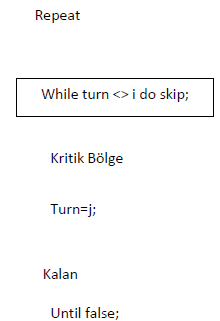 Repeat
While turn <> i do skip;
Kritik Bölge
Turn=j;
Kalan
Until false;